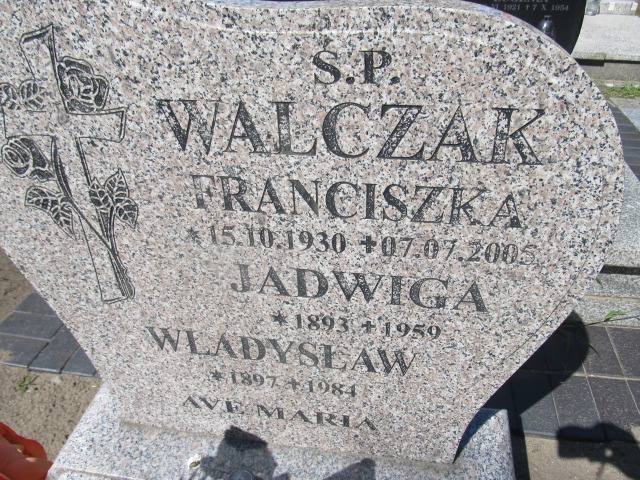 Ś.P.
WALCZAK
FRANCISZKA
*15.10.1930 +07.07.2005
JADWIGA
*1893 +1959
WŁADYSŁAW
*1897 +1984
AVE MARIA